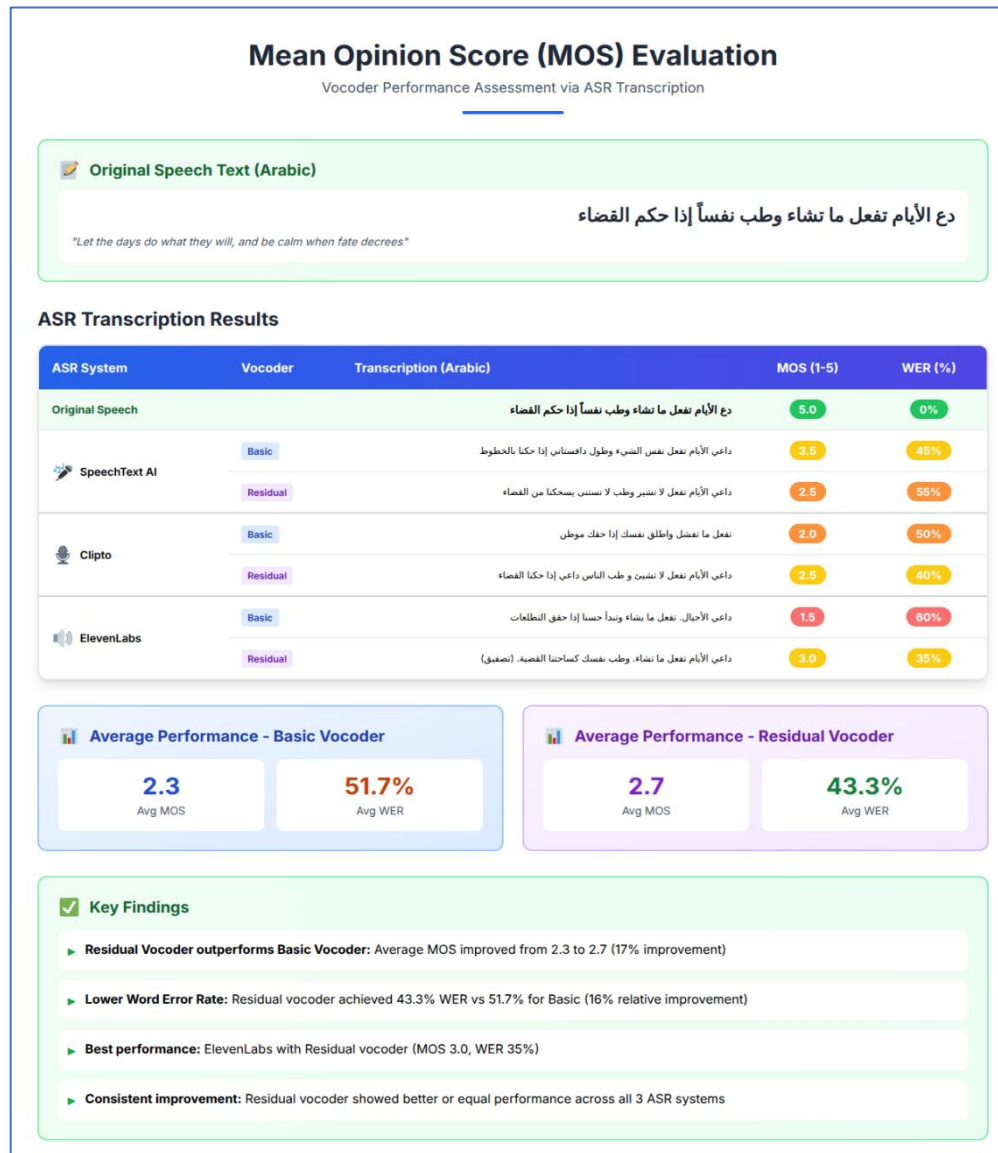 Mean Opinion Score (MOS) Evaluation
Vocoder Performance Assessment via ASR Transcription
Original Speech Text (Arabic)
دع الأيام تفعل ما تشاء وطب نفساً إذا حكم القضاء
"Let the days do what they will, and be calm when fate decrees"
ASR Transcription Results
ASR System Vocoder Transcription (Arabic) MOS (1-5) WER (%)
Original Speech دع الأيام تفعل ما تشاء وطب نفساً إذا حكم القضاء 5.0 0%
SpeechText AI
Basic داعي الأيام تفعل نفس الشيء وطول دافستاني إذا حكنا بالخطوط 3.5 45%
Residual داعي الأيام تفعل لا تشير وطب لا تستنى يسحكنا من القضاء 2.5 55%
Clipto
Basic تفعل ما تفشل واطلق نفسك إذا حقك موطن 2.0 50%
Residual داعي الأيام تفعل لا تشيئ و طب الناس داعي إذا حكنا القضاء 2.5 40%
ElevenLabs
Basic داعي الأجيال. تفعل ما يشاء وتبدأ حسنا إذا حقق التطلعات 1.5 60%
Residual داعي الأيام تفعل ما تشاء. وطب نفسك كساحتنا القضية. (تصفيق) 3.0 35%
Average Performance - Basic Vocoder
2.3 51.7%
Avg MOS Avg WER
Average Performance - Residual Vocoder
2.7 43.3%
Avg MOS Avg WER
Key Findings
► Residual Vocoder outperforms Basic Vocoder: Average MOS improved from 2.3 to 2.7 (17% improvement)
► Lower Word Error Rate: Residual vocoder achieved 43.3% WER vs 51.7% for Basic (16% relative improvement)
► Best performance: ElevenLabs with Residual vocoder (MOS 3.0, WER 35%)
► Consistent improvement: Residual vocoder showed better or equal performance across all 3 ASR systems